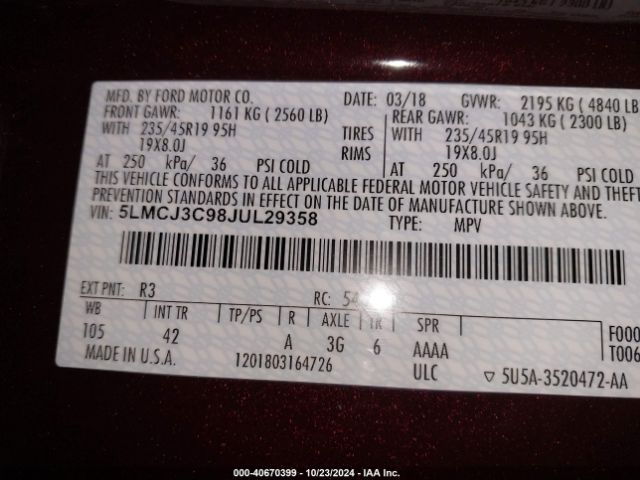 MFD. BY FORD MOTOR CO. DATE: 03/18 GVWR: 2195 KG ( 4840 LB
FRONT GAWR: 1161 KG ( 2560 LB) REAR GAWR: 1043 KG ( 2300 LB)
WITH 235/45R19 95H TIRES WITH 235/45R19 95H
19X8.0J RIMS 19X8.0J
AT 250 kPa/ 36 PSI COLD AT 250 kPa/ 36 PSI COLD
THIS VEHICLE CONFORMS TO ALL APPLICABLE FEDERAL MOTOR VEHICLE SAFETY AND THEFT
PREVENTION STANDARDS IN EFFECT ON THE DATE OF MANUFACTURE SHOWN ABOVE.
VIN: 5LMCJ3C98JUL29358 TYPE: MPV
EXT PNT: R3 RC: 54
WB INT TR TP/PS R AXLE TR SPR
105 42 A 3G 6 AAAA F000
MADE IN U.S.A. 1201803164726 ULC T006
▽ 5U5A-3520472-AA
000-40670399 - 10/23/2024 - IAA Inc.